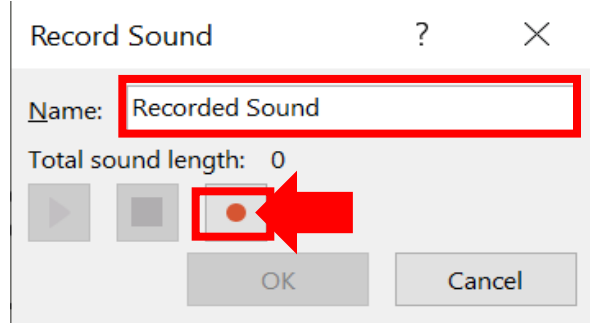 Record Sound ?
Name: Recorded Sound
Total sound length: 0
OK Cancel